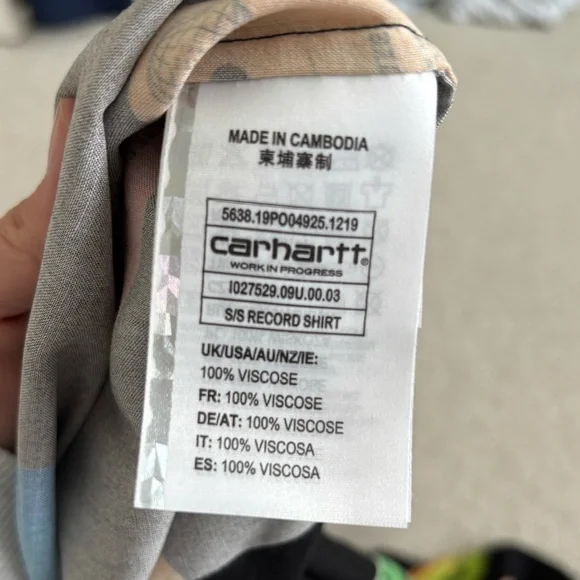 MADE IN CAMBODIA
柬埔寨制
5638.19PO04925.1219
carhartt®
WORK IN PROGRESS
I027529.09U.00.03
S/S RECORD SHIRT
UK/USA/AU/NZ/IE:
100% VISCOSE
FR: 100% VISCOSE
DE/AT: 100% VISCOSE
IT: 100% VISCOSA
ES: 100% VISCOSA